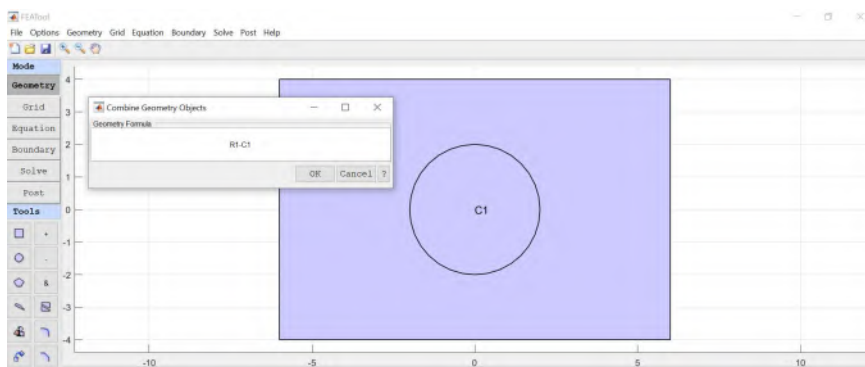 FEATool
File Options Geometry Grid Equation Boundary Solve Post Help
Mode
Geometry
Grid
Equation
Boundary
Solve
Post
Tools
&
Combine Geometry Objects
Geometry Formula
R1-C1
OK Cancel ?
C1
4
3
2
1
0
-1
-2
-3
-4
-10 -5 0 5 10